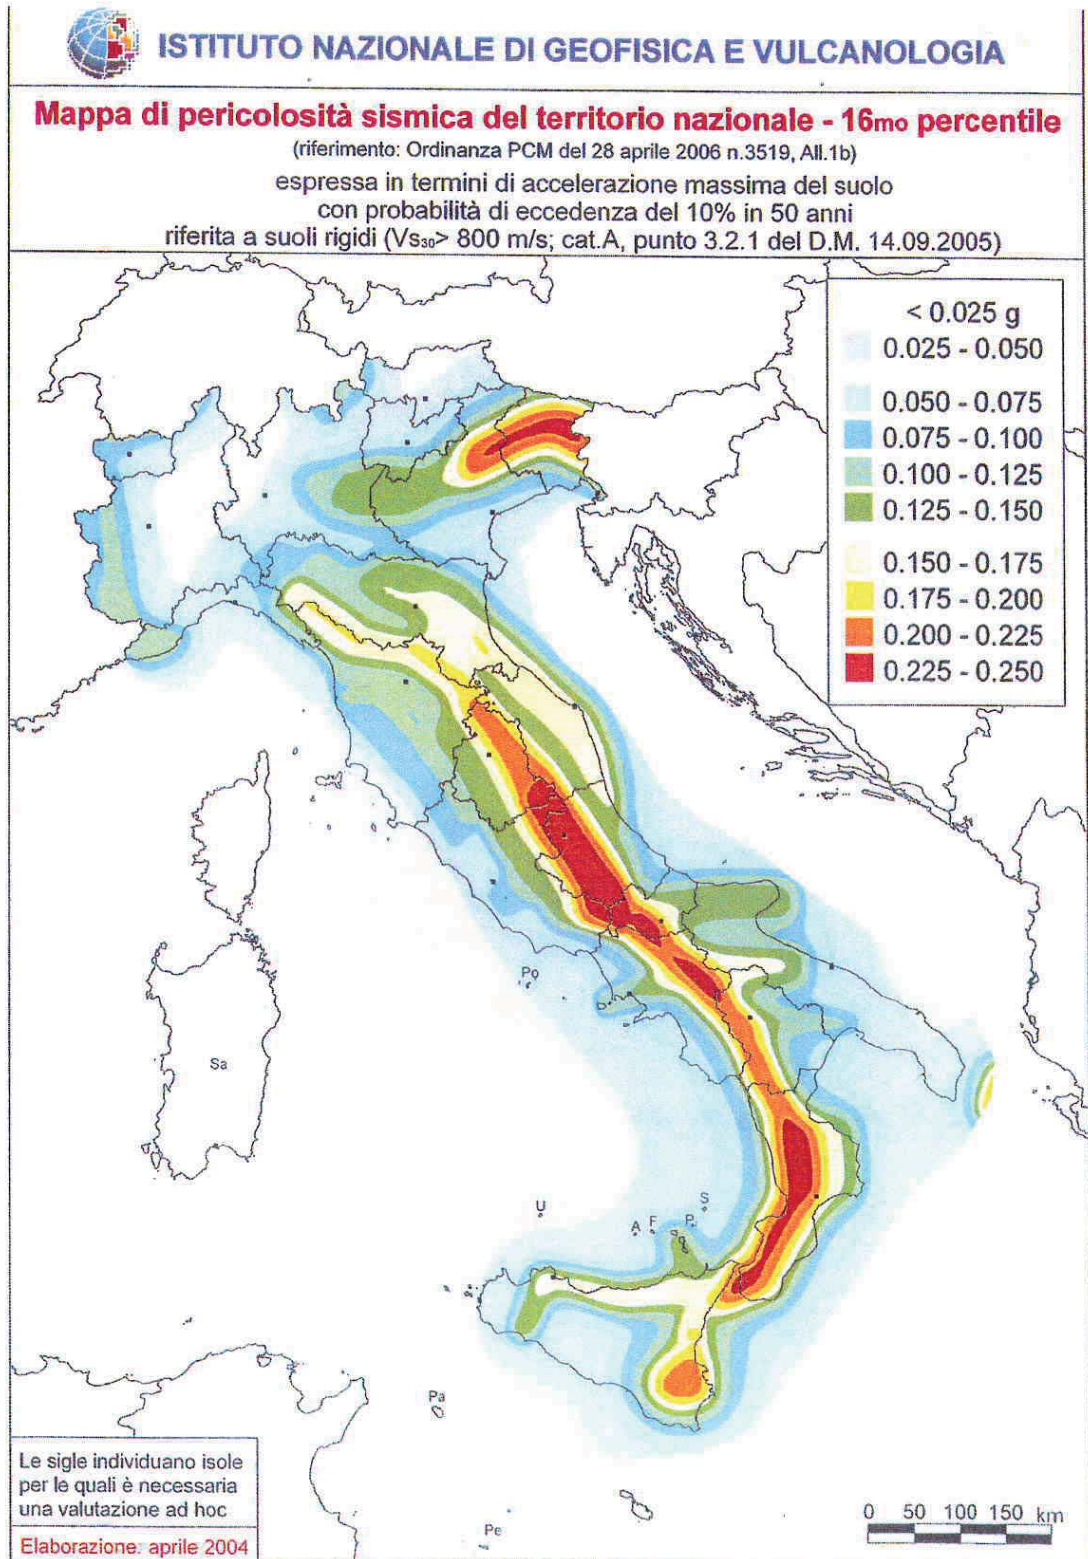 ISTITUTO NAZIONALE DI GEOFISICA E VULCANOLOGIA
Mappa di pericolosità sismica del territorio nazionale - 16mo percentile
(riferimento: Ordinanza PCM del 28 aprile 2006 n.3519, All.1b)
espressa in termini di accelerazione massima del suolo
con probabilità di eccedenza del 10% in 50 anni
riferita a suoli rigidi (Vs30> 800 m/s; cat.A, punto 3.2.1 del D.M. 14.09.2005)
< 0.025 g
0.025 - 0.050
0.050 - 0.075
0.075 - 0.100
0.100 - 0.125
0.125 - 0.150
0.150 - 0.175
0.175 - 0.200
0.200 - 0.225
0.225 - 0.250
Po
Sa
U
S
A
F
P
Pa
Pe
Le sigle individuano isole
per le quali è necessaria
una valutazione ad hoc
Elaborazione: aprile 2004
0 50 100 150 km